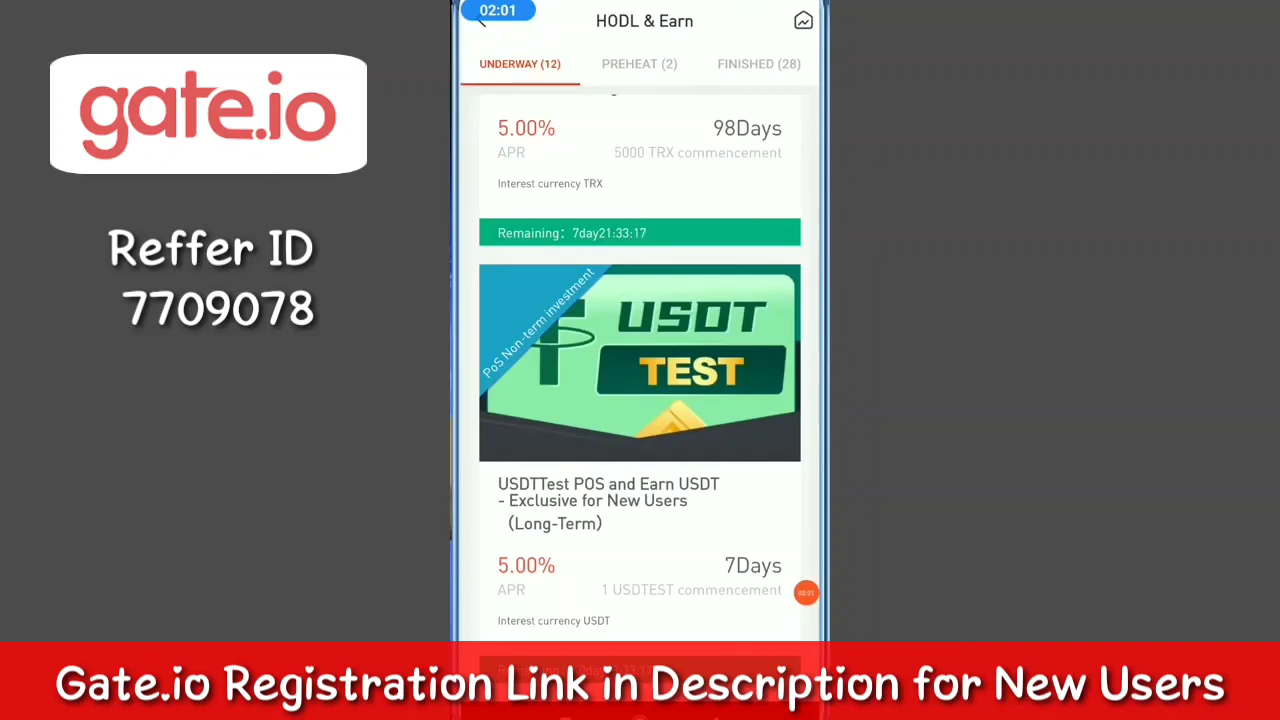 gate.io
Reffer ID
7709078
02:01
HODL & Earn
UNDERWAY (12)
PREHEAT (2)
FINISHED (28)
5.00%
98Days
APR
5000 TRX commencement
Interest currency TRX
Remaining: 7day21:33:17
PoS Non-term investment
USDT
TEST
USDTTest POS and Earn USDT
- Exclusive for New Users
(Long-Term)
5.00%
7Days
APR
1 USDTEST commencement
02:01
Interest currency USDT
Gate.io Registration Link in Description for New Users